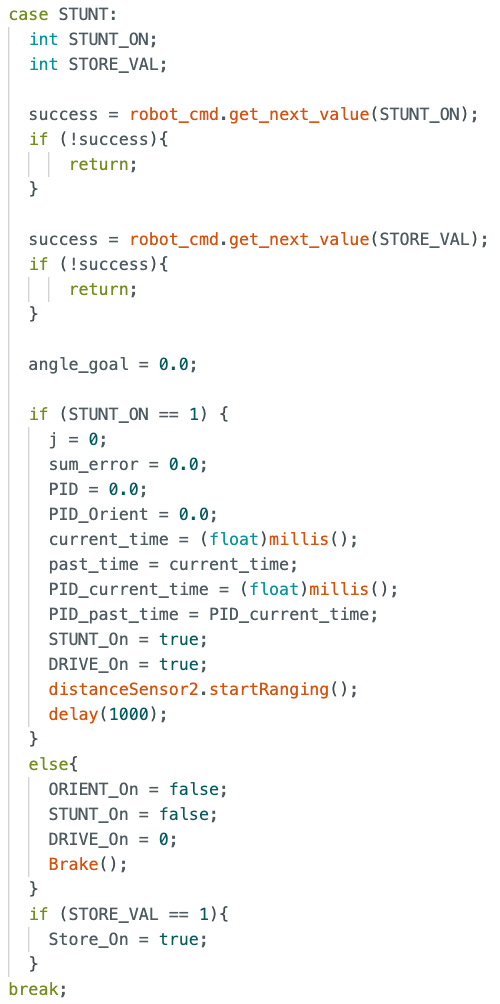 case STUNT:
int STUNT_ON;
int STORE_VAL;
success = robot_cmd.get_next_value(STUNT_ON);
if (!success){
return;
}
success = robot_cmd.get_next_value(STORE_VAL);
if (!success){
return;
}
angle_goal = 0.0;
if (STUNT_ON == 1) {
j = 0;
sum_error = 0.0;
PID = 0.0;
PID_Orient = 0.0;
current_time = (float)millis();
past_time = current_time;
PID_current_time = (float)millis();
PID_past_time = PID_current_time;
STUNT_On = true;
DRIVE_On = true;
distanceSensor2.startRanging();
delay(1000);
}
else{
ORIENT_On = false;
STUNT_On = false;
DRIVE_On = 0;
Brake();
}
if (STORE_VAL == 1){
Store_On = true;
}
break;